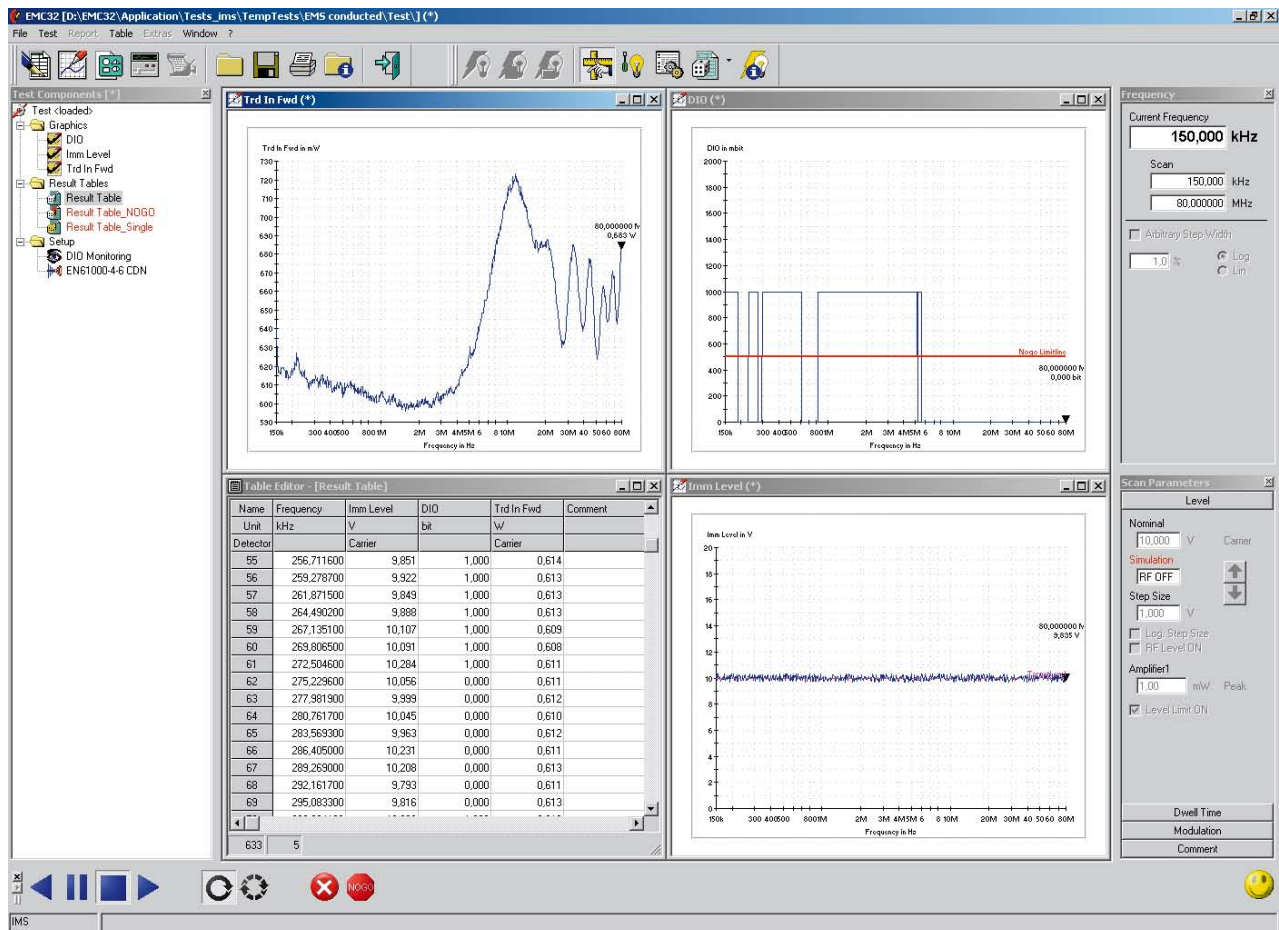 EMC32 [D:\EMC32\Application\Tests_ims\TempTests\EMS conducted\Test\] (*)
File Test Report Table Extras Window ?
Test Components [*]
Test <loaded>
Graphics
DIO
Imm Level
Trd In Fwd
Result Tables
Result Table
Result Table_NOGO
Result Table_Single
Setup
DIO Monitoring
EN61000-4-6 CDN
Trd In Fwd (*)
Trd In Fwd in mW
730
720
710
700
690
680
670
660
650
640
630
620
610
600
590
80,000000 M
0,683 W
150k 300 400500 8001M 2M 3M 4M5M 6 8 10M 20M 30M 40 5060 80M
Frequency in Hz
DIO (*)
DIO in mbit
2000
1800
1600
1400
1200
1000
800
600
400
200
0
Nogo Limitline
80,000000 M
0,000 bit
150k 300 400500 8001M 2M 3M 4M5M 6 8 10M 20M 30M 40 5060 80M
Frequency in Hz
Frequency
Current Frequency
150,000 kHz
Scan
150,000 kHz
80,000000 MHz
Arbitrary Step Width
1,0 %
Log
Lin
Table Editor - [Result Table]
Name Frequency Imm Level DIO Trd In Fwd Comment
Unit kHz V bit W
Detector Carrier Carrier
55 256,711600 9,851 1,000 0,614
56 259,278700 9,922 1,000 0,613
57 261,871500 9,849 1,000 0,613
58 264,490200 9,888 1,000 0,613
59 267,135100 10,107 1,000 0,609
60 269,806500 10,091 1,000 0,608
61 272,504600 10,284 1,000 0,611
62 275,229600 10,056 0,000 0,611
63 277,981900 9,999 0,000 0,612
64 280,761700 10,045 0,000 0,610
65 283,569300 9,963 0,000 0,612
66 286,405000 10,231 0,000 0,611
67 289,269000 10,208 0,000 0,613
68 292,161700 9,793 0,000 0,611
69 295,083300 9,816 0,000 0,613
633 5
Imm Level (*)
Imm Level in V
20
18
16
14
12
10
8
6
4
2
0
80,000000 M
9,835 V
150k 300 400500 8001M 2M 3M 4M5M 6 8 10M 20M 30M 40 5060 80M
Frequency in Hz
Scan Parameters
Level
Nominal
10,000 V Carrier
Simulation
RF OFF
Step Size
1,000 V
Log. Step Size
RF Level ON
Amplifier1
1,00 mW Peak
Level Limit ON
Dwell Time
Modulation
Comment
NOGO
IMS